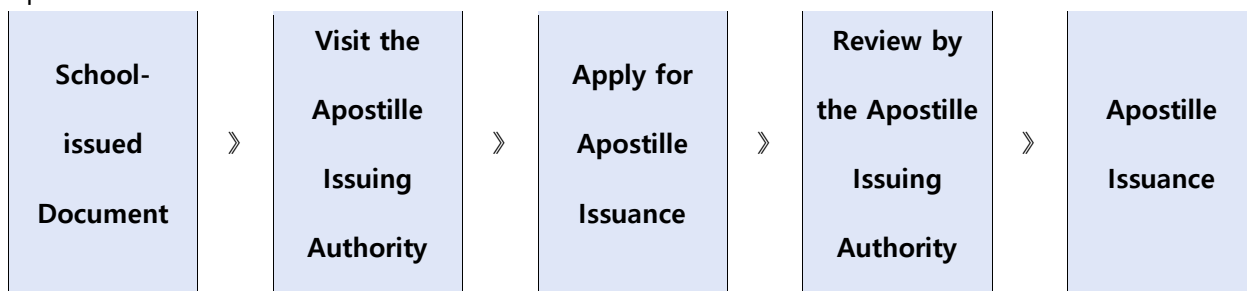 School-
issued
Document
》
Visit the
Apostille
Issuing
Authority
》
Apply for
Apostille
Issuance
》
Review by
the Apostille
Issuing
Authority
》
Apostille
Issuance